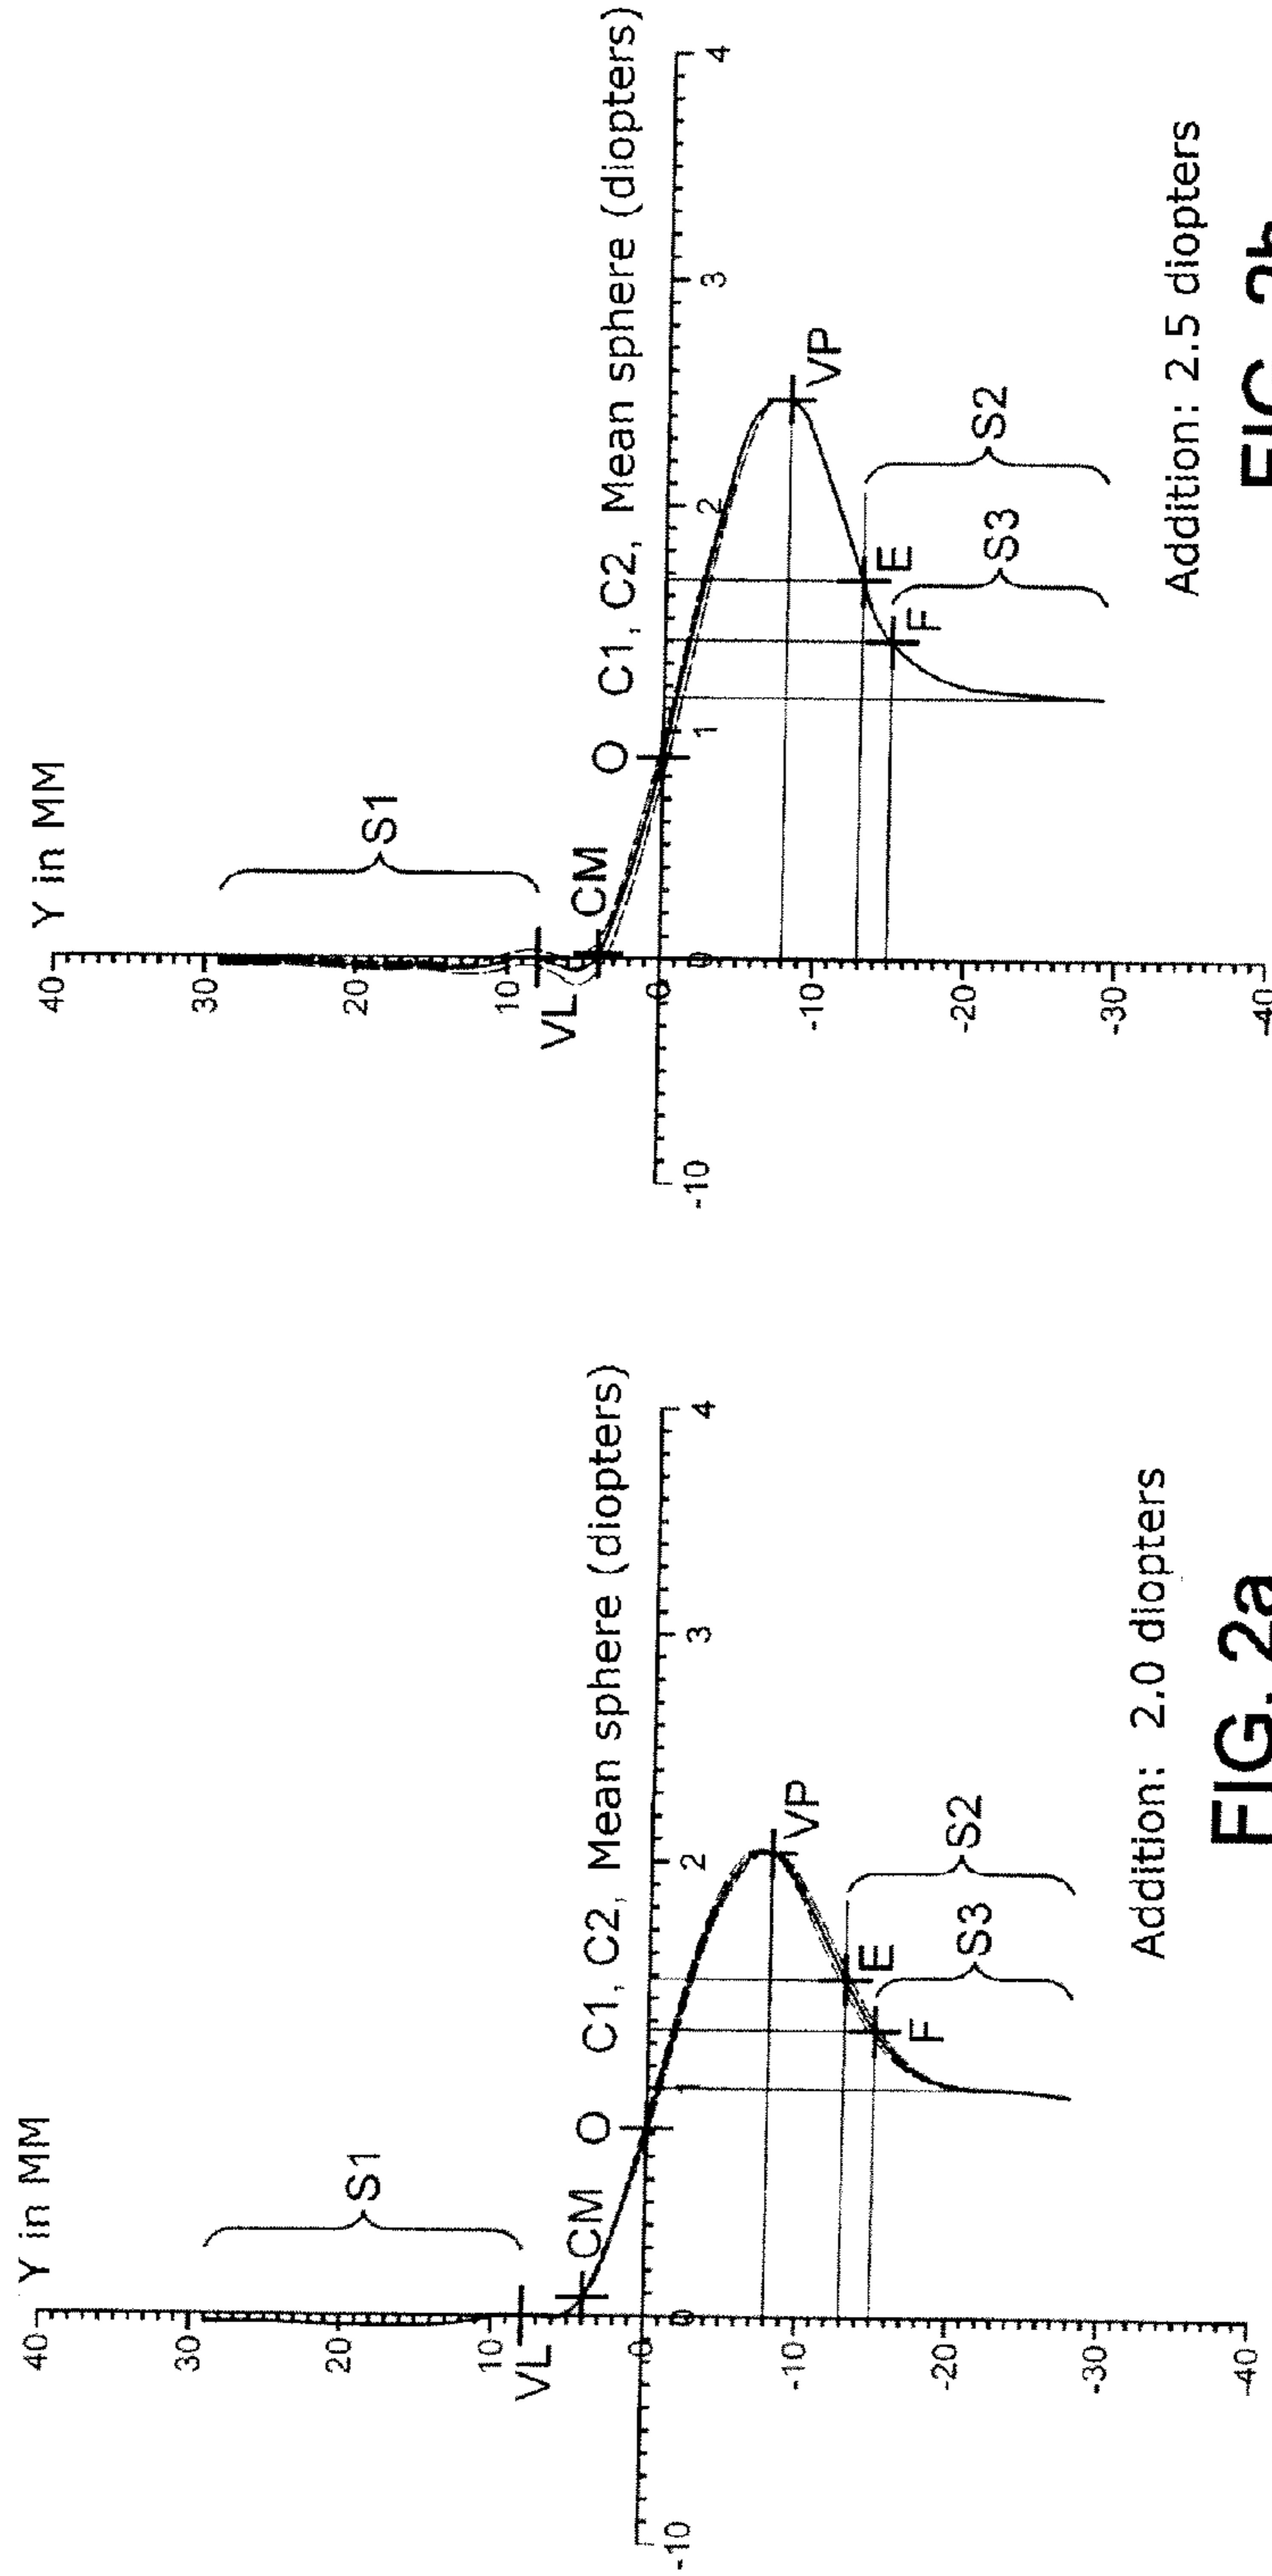 Y in MM
40
30
S1
20
10
VL
CM
O
C1, C2, Mean sphere (diopters)
-10
0
0
1
2
3
4
VP
-10
E
F
S3
S2
-20
-30
-40
Addition: 2.0 diopters
FIG. 2a
Y in MM
40
30
S1
20
10
VL
CM
O
C1, C2, Mean sphere (diopters)
-10
0
0
1
2
3
4
VP
-10
E
F
S3
S2
-20
-30
-40
Addition: 2.5 diopters
FIG. 2b